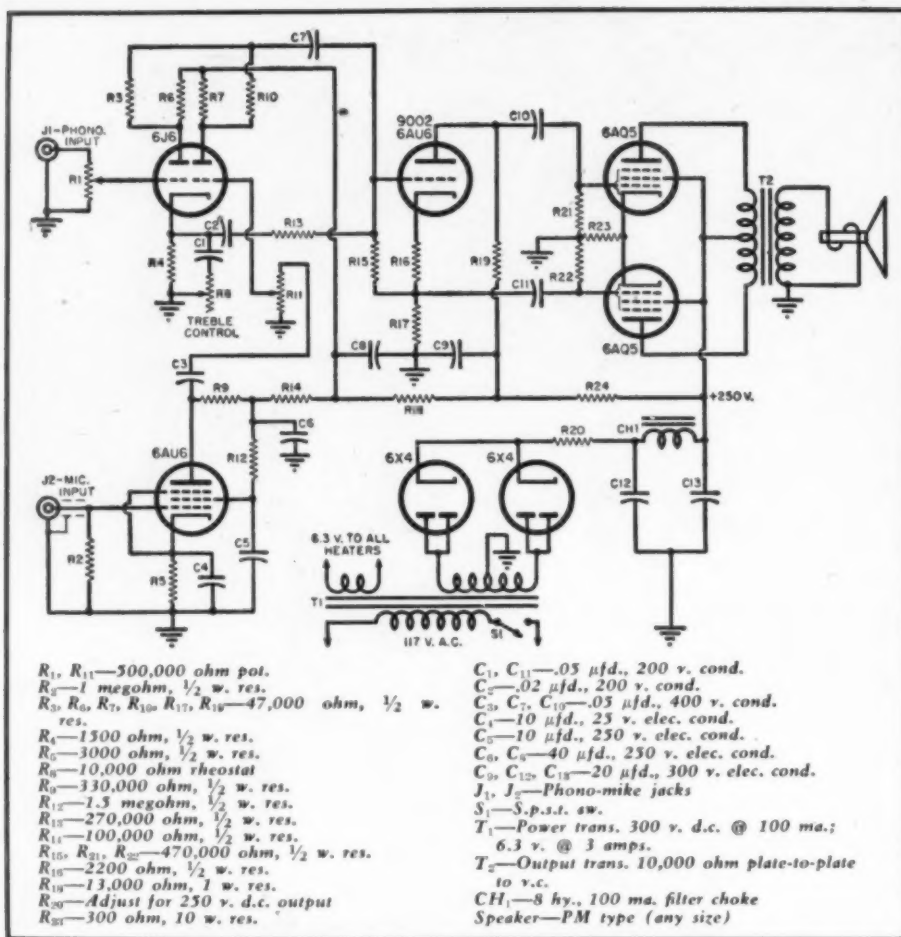 C7
R3
R6
R7
R10
J1-PHONO.
INPUT
6J6
R1
9002
6AU6
C10
6AQ5
T2
C2
C1
R13
R4
R8
R11
TREBLE
CONTROL
R15
R16
R19
R21
R23
R22
C11
R17
6AQ5
C3
C8
C9
R9
R14
R18
R24
+250 V.
C6
R12
6AU6
J2-MIC.
INPUT
6X4
6X4
R20
CH1
C12
C13
R2
R5
C4
C5
6.3 V. TO ALL
HEATERS
T1
S1
117 V. A.C.
R₁, R₁₁—500,000 ohm pot.
R₂—1 megohm, ½ w. res.
R₃, R₆, R₇, R₁₀, R₁₇, R₁₉—47,000 ohm, ½ w.
res.
R₄—1500 ohm, ½ w. res.
R₅—3000 ohm, ½ w. res.
R₈—10,000 ohm rheostat
R₉—330,000 ohm, ½ w. res.
R₁₂—1.5 megohm, ½ w. res.
R₁₃—270,000 ohm, ½ w. res.
R₁₄—100,000 ohm, ½ w. res.
R₁₅, R₂₁, R₂₂—470,000 ohm, ½ w. res.
R₁₆—2200 ohm, ½ w. res.
R₁₈—13,000 ohm, 1 w. res.
R₂₀—Adjust for 250 v. d.c. output
R₂₃—300 ohm, 10 w. res.
C₁, C₁₁—.05 μfd., 200 v. cond.
C₂—.02 μfd., 200 v. cond.
C₃, C₇, C₁₀—.05 μfd., 400 v. cond.
C₄—10 μfd., 25 v. elec. cond.
C₅—10 μfd., 250 v. elec. cond.
C₆, C₈—40 μfd., 250 v. elec. cond.
C₉, C₁₂, C₁₃—20 μfd., 300 v. elec. cond.
J₁, J₂—Phono-mike jacks
S₁—S.p.s.t. sw.
T₁—Power trans. 300 v. d.c. @ 100 ma.;
6.3 v. @ 3 amps.
T₂—Output trans. 10,000 ohm plate-to-plate
to v.c.
CH₁—8 hy., 100 ma. filter choke
Speaker—PM type (any size)